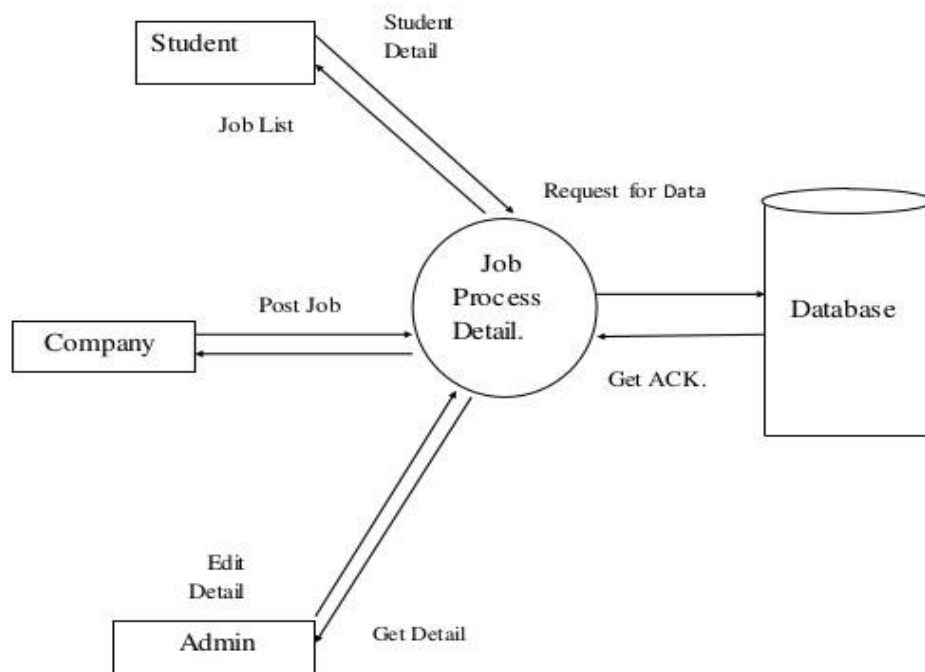 Student
Student
Detail
Job List
Request for Data
Job
Process
Detail.
Database
Post Job
Company
Get ACK.
Edit
Detail
Admin
Get Detail